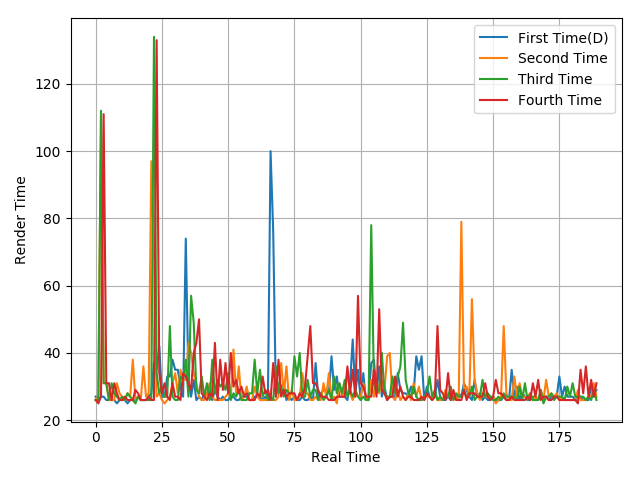 First Time(D)
Second Time
Third Time
Fourth Time
120
100
80
60
40
20
Render Time
0 25 50 75 100 125 150 175
Real Time